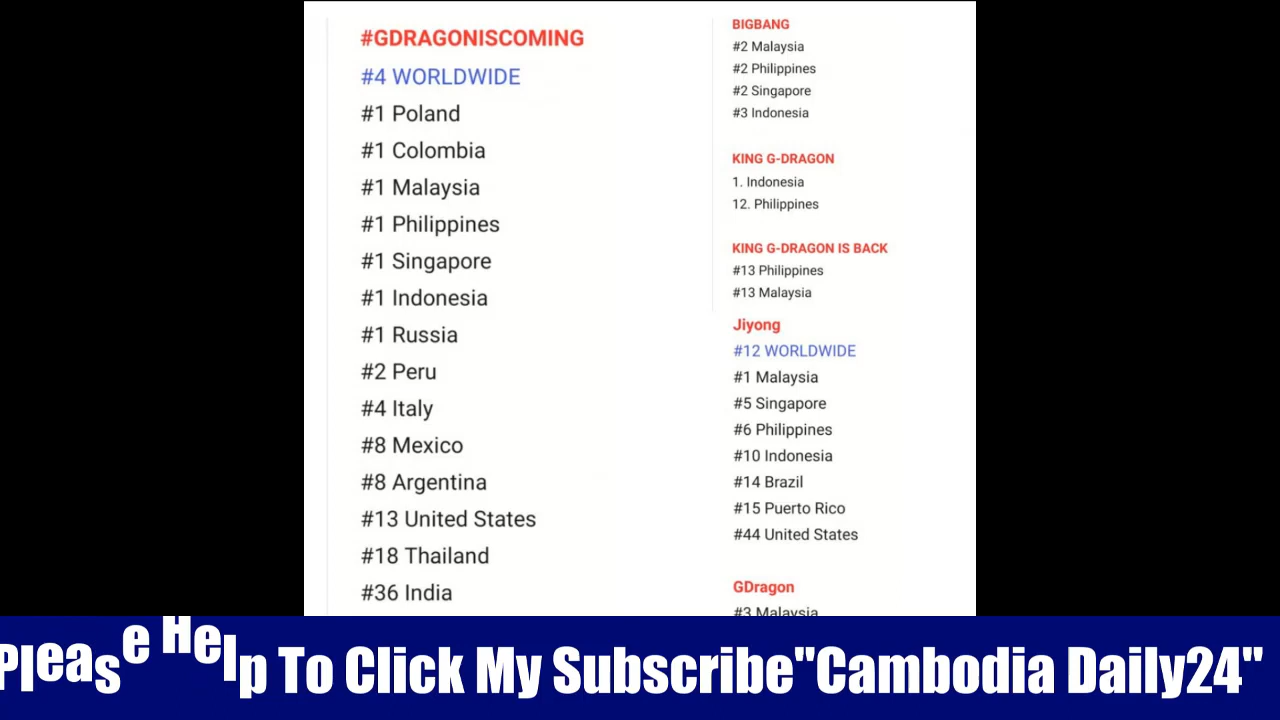 #GDRAGONISCOMING
#4 WORLDWIDE
#1 Poland
#1 Colombia
#1 Malaysia
#1 Philippines
#1 Singapore
#1 Indonesia
#1 Russia
#2 Peru
#4 Italy
#8 Mexico
#8 Argentina
#13 United States
#18 Thailand
#36 India
BIGBANG
#2 Malaysia
#2 Philippines
#2 Singapore
#3 Indonesia
KING G-DRAGON
1. Indonesia
12. Philippines
KING G-DRAGON IS BACK
#13 Philippines
#13 Malaysia
Jiyong
#12 WORLDWIDE
#1 Malaysia
#5 Singapore
#6 Philippines
#10 Indonesia
#14 Brazil
#15 Puerto Rico
#44 United States
GDragon
#3 Malaysia
Please Help To Click My Subscribe"Cambodia Daily24"